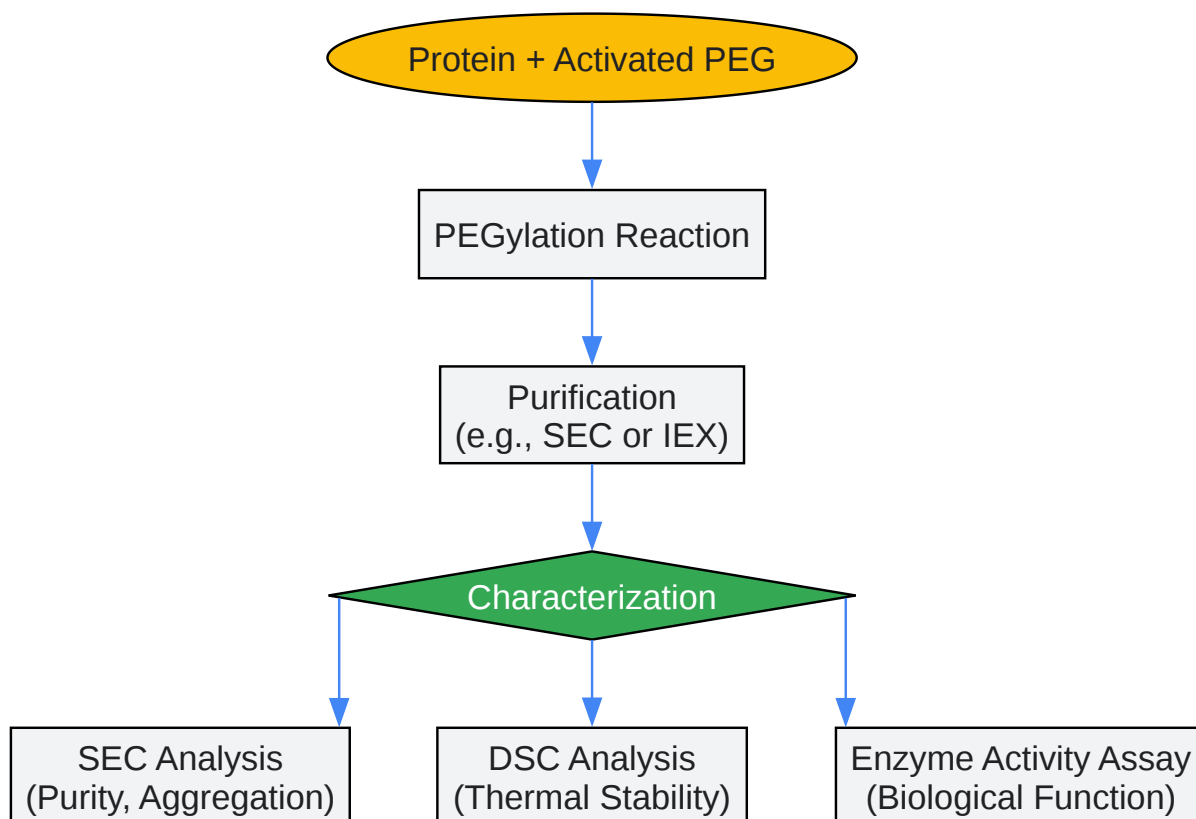 Protein + Activated PEG
PEGylation Reaction
Purification
(e.g., SEC or IEX)
Characterization
SEC Analysis
(Purity, Aggregation)
DSC Analysis
(Thermal Stability)
Enzyme Activity Assay
(Biological Function)